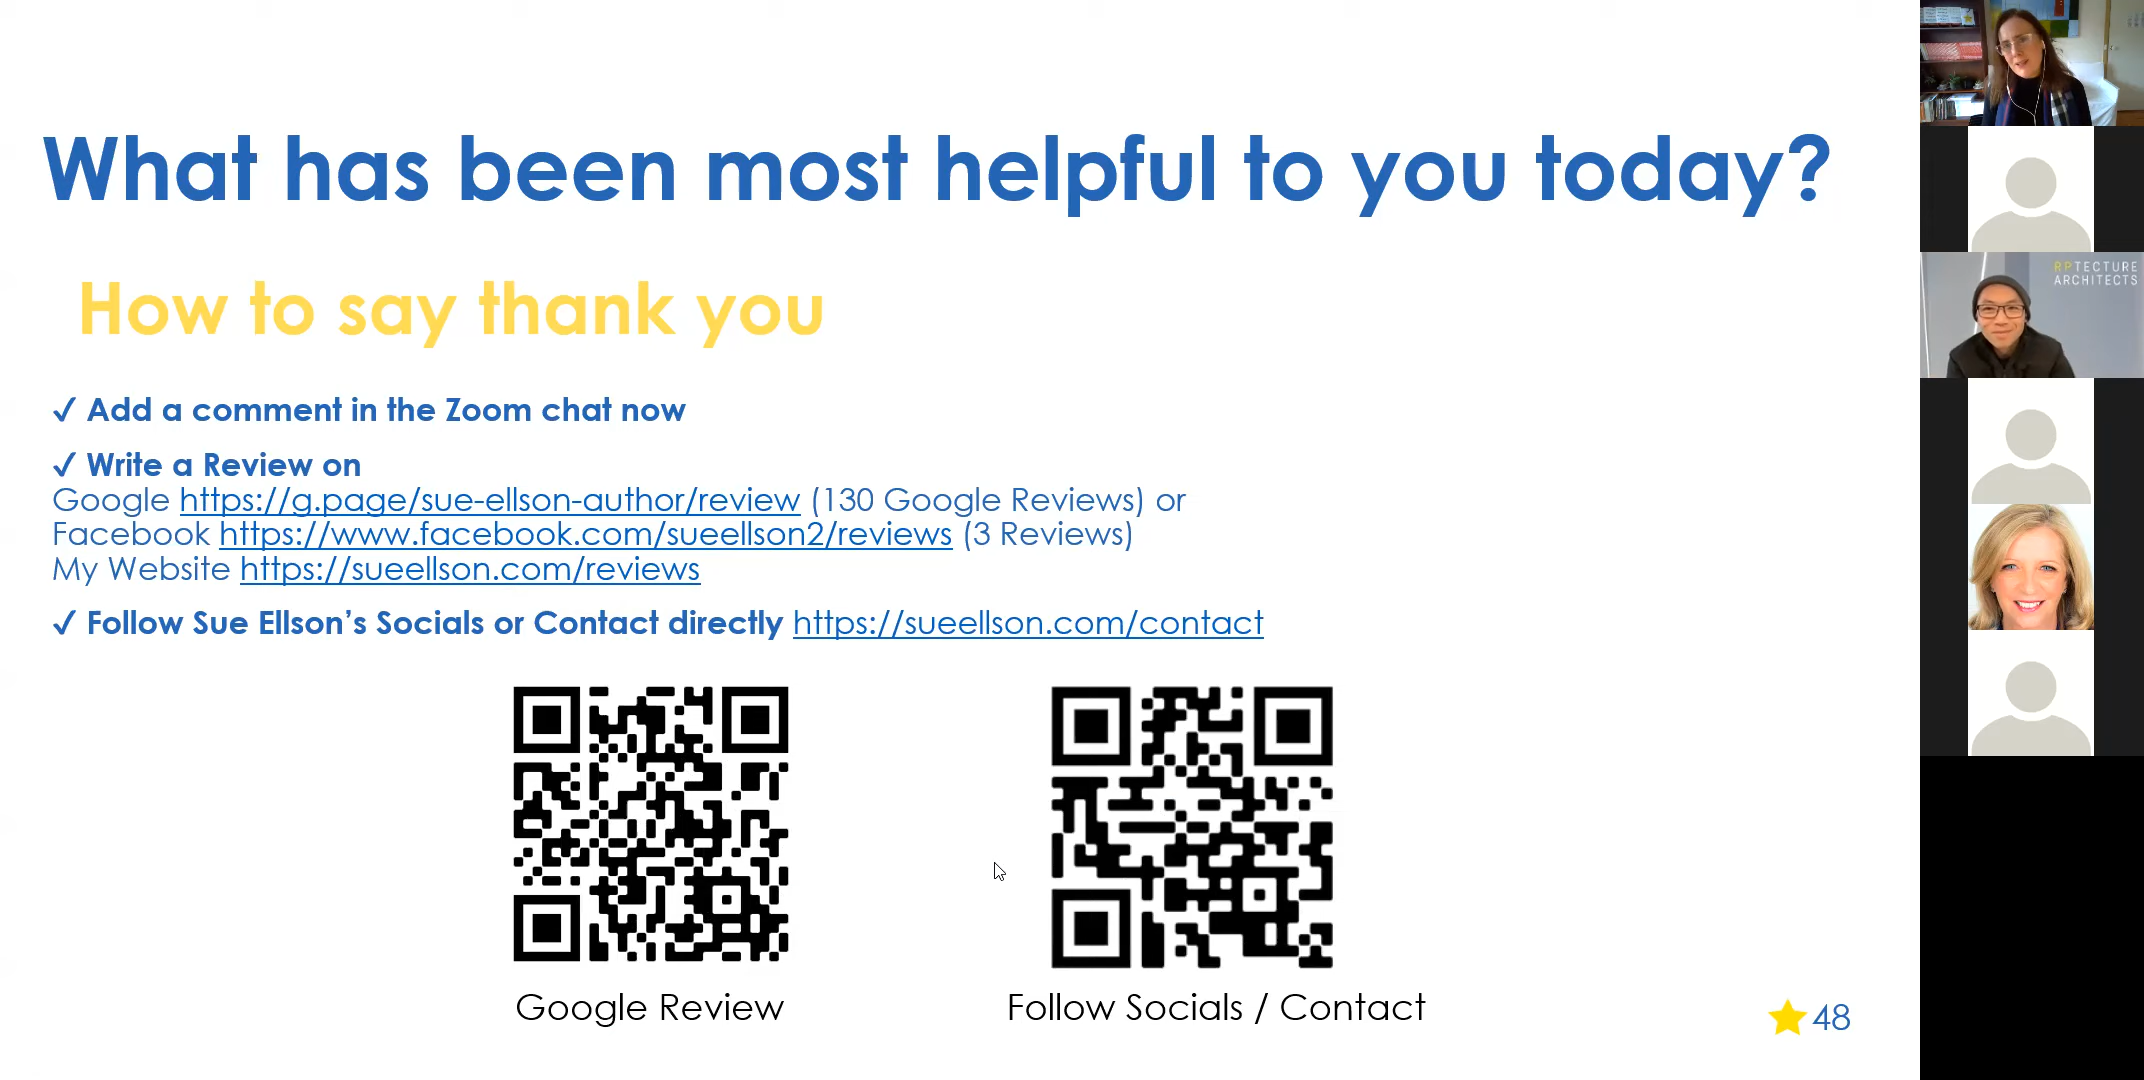 What has been most helpful to you today?
How to say thank you
✓ Add a comment in the Zoom chat now
✓ Write a Review on
Google https://g.page/sue-ellson-author/review (130 Google Reviews) or
Facebook https://www.facebook.com/sueellson2/reviews (3 Reviews)
My Website https://sueellson.com/reviews
✓ Follow Sue Ellson’s Socials or Contact directly https://sueellson.com/contact
Google Review
Follow Socials / Contact
48
RPTECTURE
ARCHITECTS